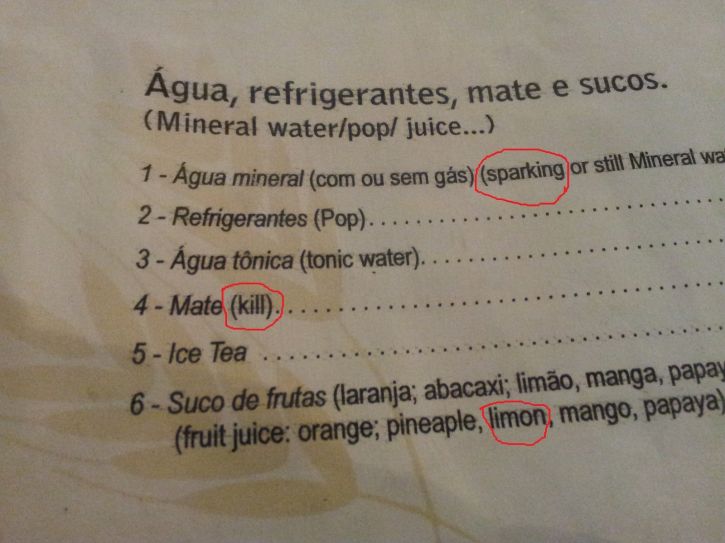 Água, refrigerantes, mate e sucos.
(Mineral water/pop/ juice...)
1 - Água mineral (com ou sem gás) (sparking or still Mineral
2 - Refrigerantes (Pop)
3 - Água tônica (tonic water).
4 - Mate (kill).
5 - Ice Tea
6 - Suco de frutas (laranja; abacaxi; limão, manga,
(fruit juice: orange; pineaple, limon, mango, papaya)